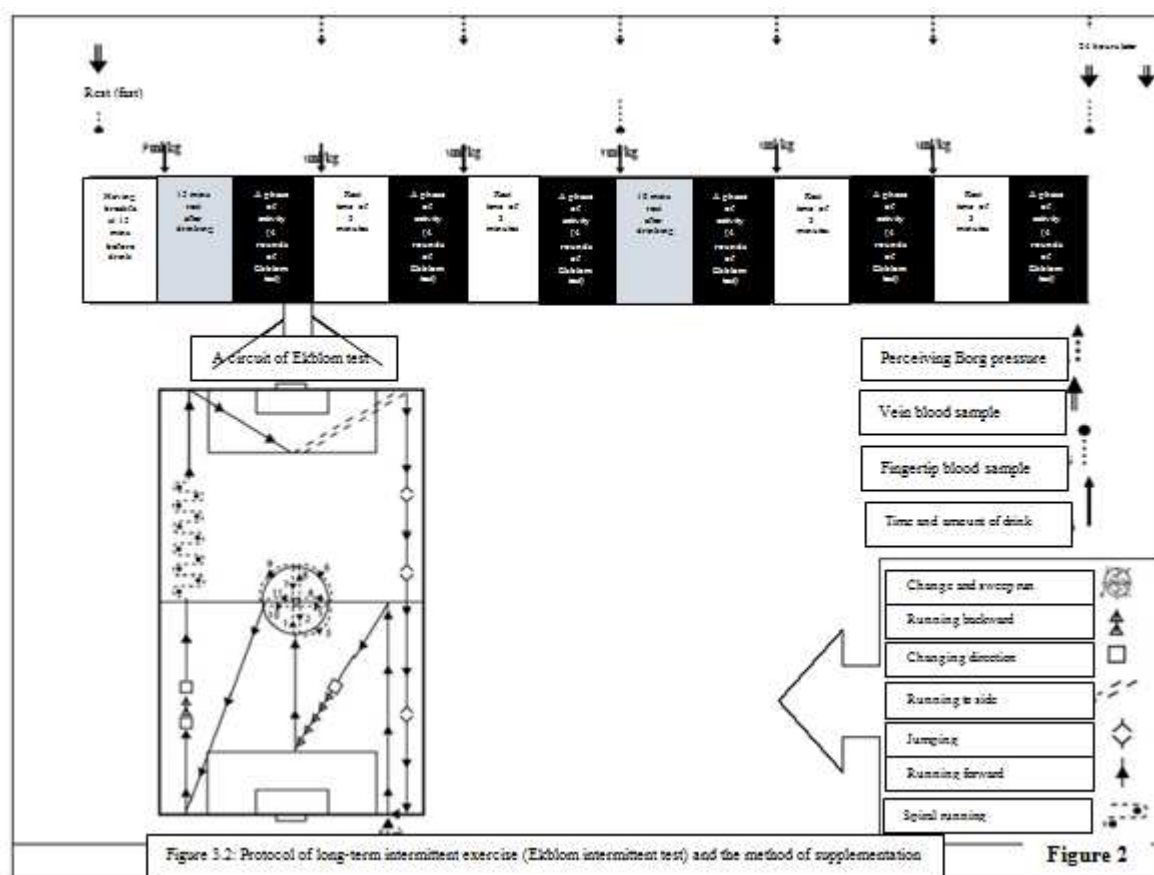 24 hours later
Rest (fast)
Having
breakfa
st 15
mins
before
drink
15 mins
rest
after
drinking
A phase
of
activity
(4
rounds
of
Ekblom
test)
Rest
time of
3
minutes
A phase
of
activity
(4
rounds
of
Ekblom
test)
Rest
time of
3
minutes
A phase
of
activity
(4
rounds
of
Ekblom
test)
15 mins
rest
after
drinking
A phase
of
activity
(4
rounds
of
Ekblom
test)
Rest
time of
3
minutes
A phase
of
activity
(4
rounds
of
Ekblom
test)
Rest
time of
3
minutes
A phase
of
activity
(4
rounds
of
Ekblom
test)
A circuit of Ekblom test
Perceiving Borg pressure
Vein blood sample
Fingertip blood sample
Time and amount of drink
Change and sweep run
Running backward
Changing direction
Running to side
Jumping
Running forward
Spiral running
Figure 3.2: Protocol of long-term intermittent exercise (Ekblom intermittent test) and the method of supplementation
Figure 2